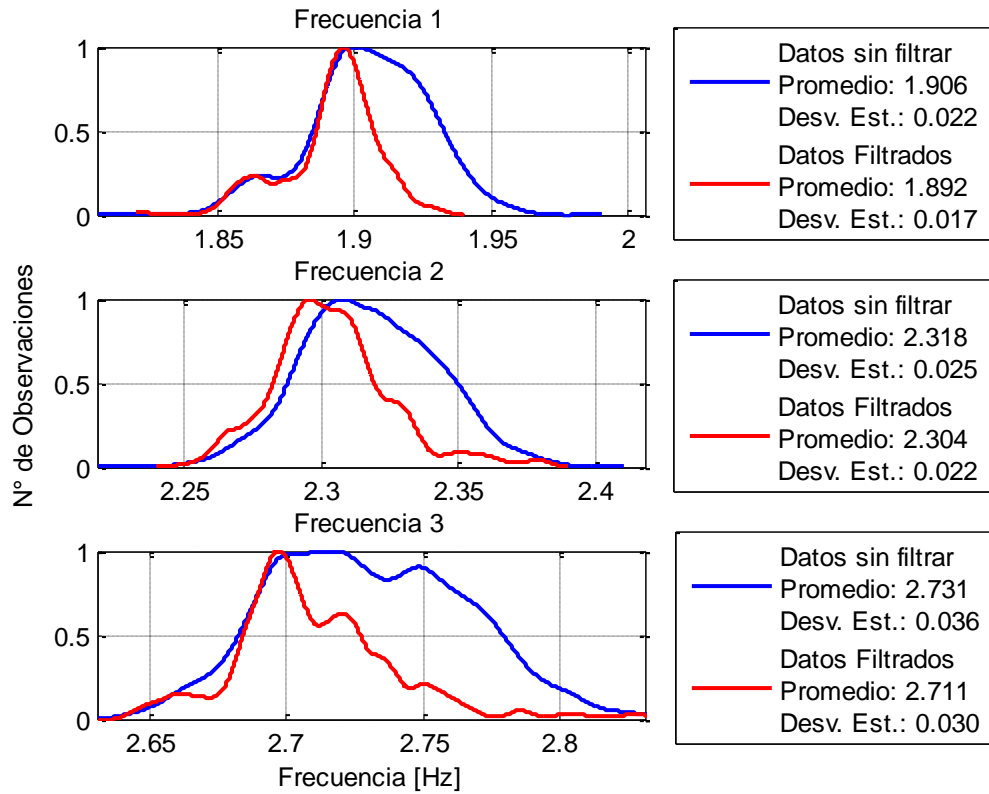 Frecuencia 1
1
0.5
0
1.85
1.9
1.95
2
Datos sin filtrar
Promedio: 1.906
Desv. Est.: 0.022
Datos Filtrados
Promedio: 1.892
Desv. Est.: 0.017
N° de Observaciones
Frecuencia 2
1
0.5
0
2.25
2.3
2.35
2.4
Datos sin filtrar
Promedio: 2.318
Desv. Est.: 0.025
Datos Filtrados
Promedio: 2.304
Desv. Est.: 0.022
Frecuencia 3
1
0.5
0
2.65
2.7
2.75
2.8
Frecuencia [Hz]
Datos sin filtrar
Promedio: 2.731
Desv. Est.: 0.036
Datos Filtrados
Promedio: 2.711
Desv. Est.: 0.030